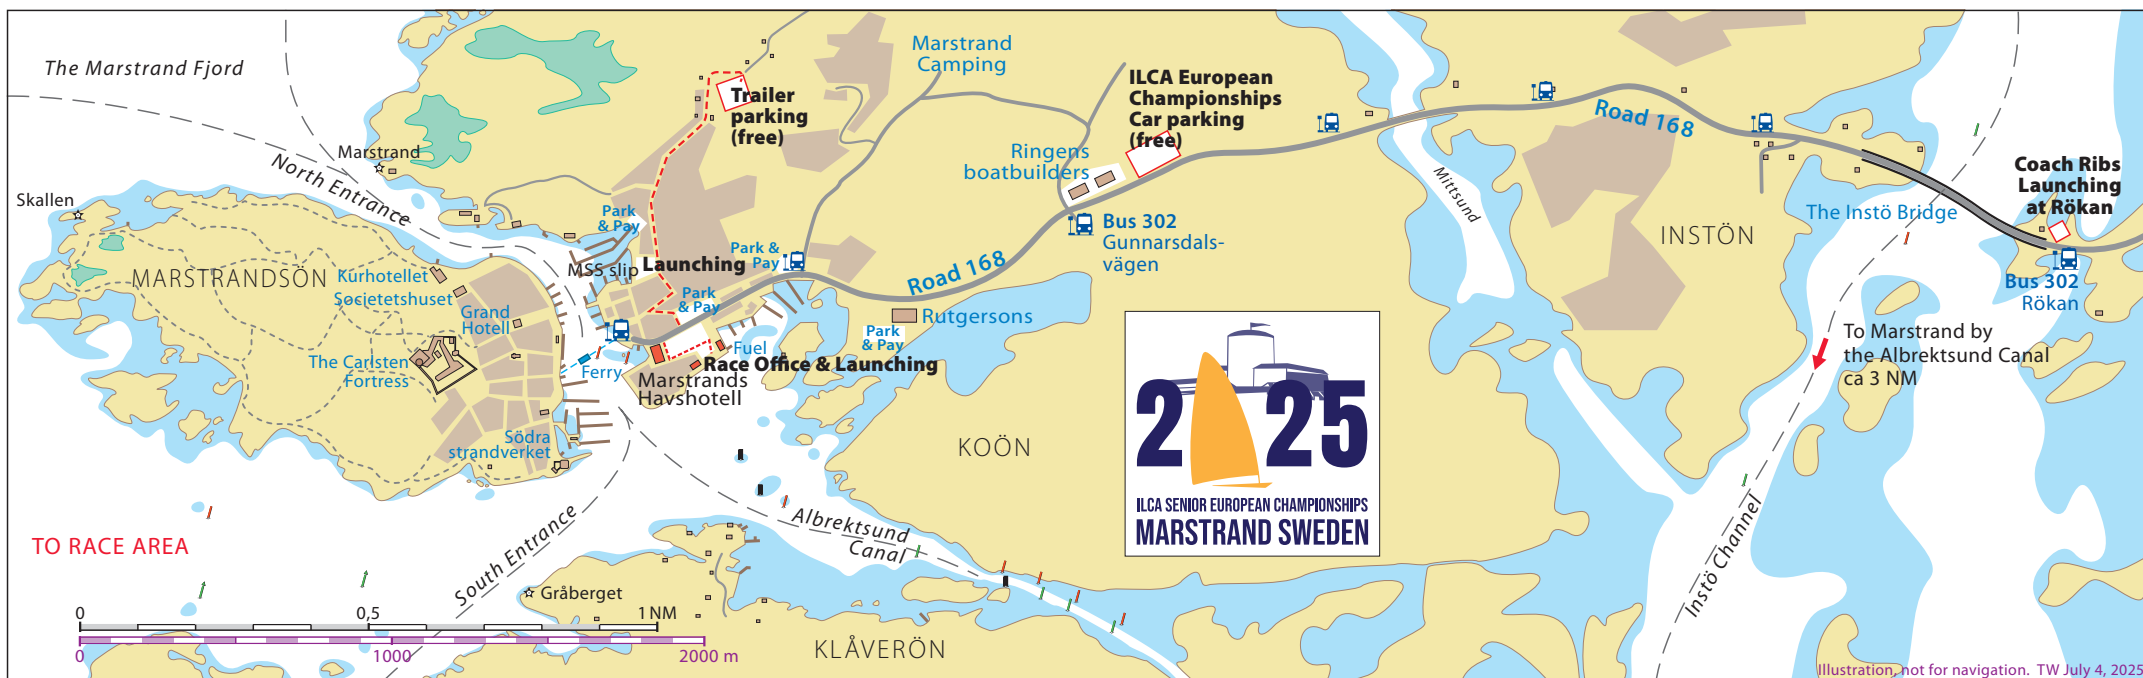 The Marstrand Fjord
Marstrand
Camping
ILCA European
Championships
Car parking
(free)
Trailer
parking
(free)
Road 168
Marstrand
North Entrance
Skallen
Ringens
boatbuilders
Mittsund
Coach Ribs
Launching
at Rökan
The Instö Bridge
Park
& Pay
Bus 302
Gunnarsdals-
vägen
INSTÖN
MARSTRANDSÖN
Kurhotellet
Societetshuset
MSS slip
Launching
Park &
Pay
Road 168
Bus 302
Rökan
Grand
Hotell
Park
& Pay
Rutgersons
Park
& Pay
The Carlsten
Fortress
Ferry
Fuel
Race Office & Launching
Marstrands
Havshotell
To Marstrand by
the Albrektsund Canal
ca 3 NM
2025
ILCA SENIOR EUROPEAN CHAMPIONSHIPS
MARSTRAND SWEDEN
Södra
strandverket
KOÖN
TO RACE AREA
South Entrance
Albrektsund
Canal
Instö Channel
Gråberget
KLÅVERÖN
0 0,5 1 NM
0 1000 2000 m
Illustration, not for navigation. TW July 4, 2025